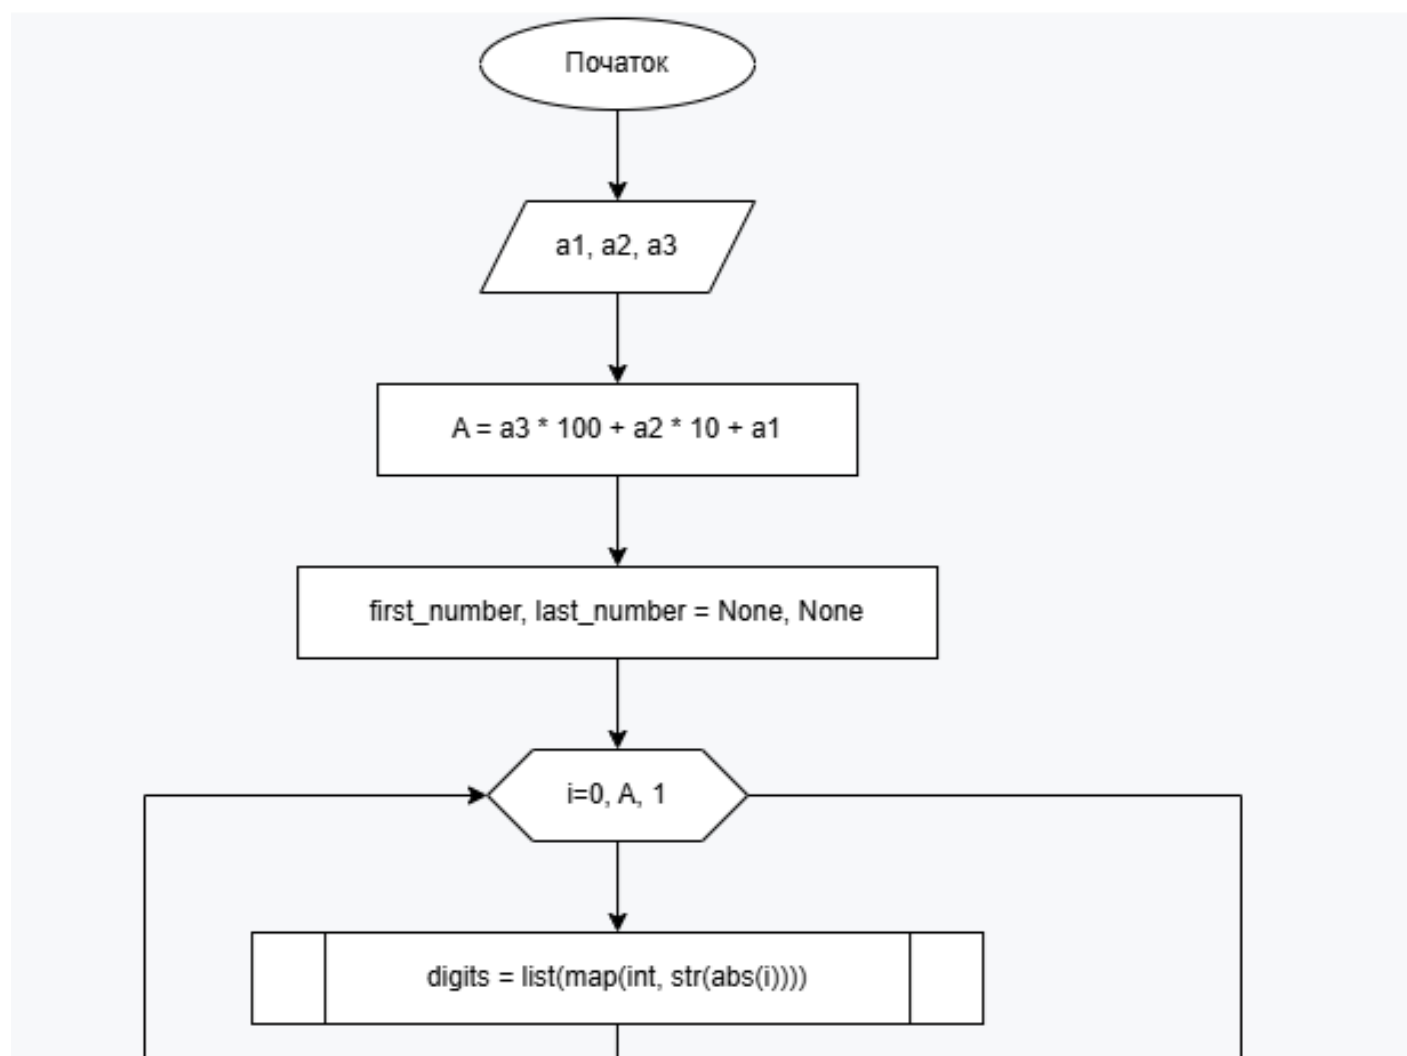 Початок
a1, a2, a3
A = a3 * 100 + a2 * 10 + a1
first_number, last_number = None, None
i=0, A, 1
digits = list(map(int, str(abs(i))))